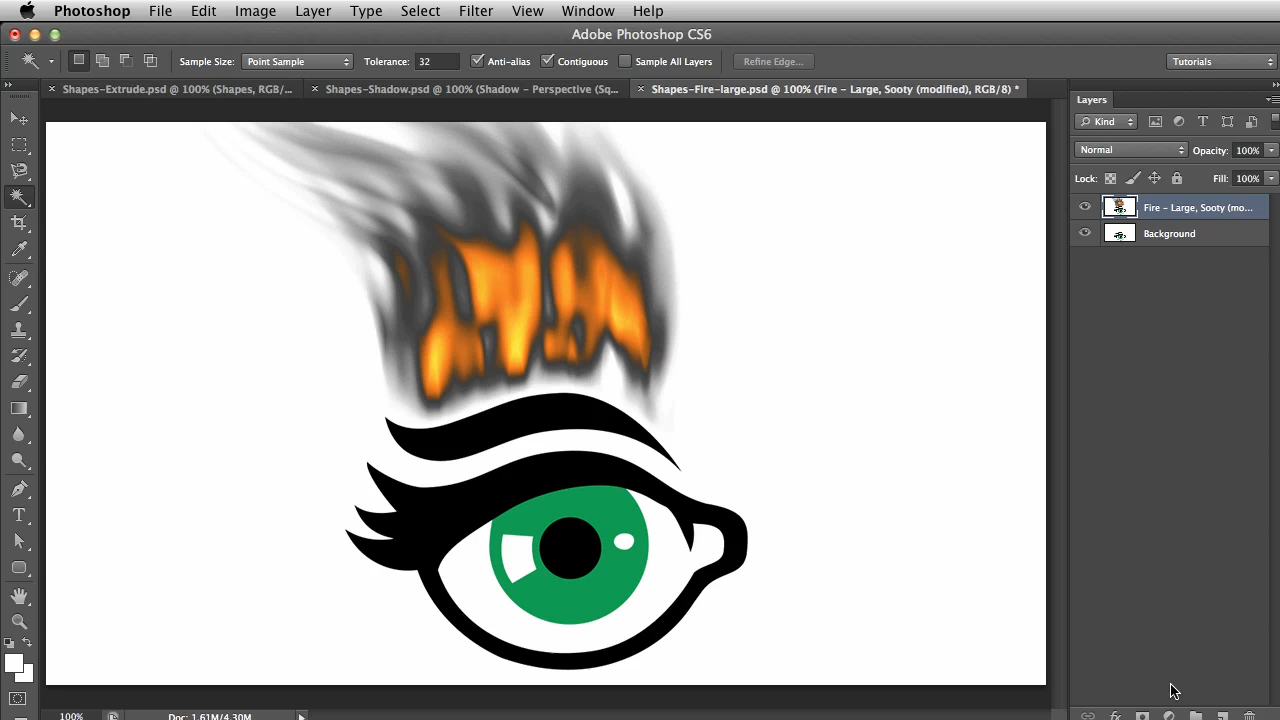 Photoshop File Edit Image Layer Type Select Filter View Window Help
Adobe Photoshop CS6
Sample Size: Point Sample Tolerance: 32 Anti-alias Contiguous Sample All Layers Refine Edge... Tutorials
Shapes-Extrude.psd @ 100% (Shapes, RGB/... Shapes-Shadow.psd @ 100% (Shadow - Perspective (Sq... Shapes-Fire-large.psd @ 100% (Fire - Large, Sooty (modified), RGB/8) *
Layers
Kind
Normal Opacity: 100%
Lock: Fill: 100%
Fire - Large, Sooty (mo...
Background
100% Doc: 1.61M/4.30M